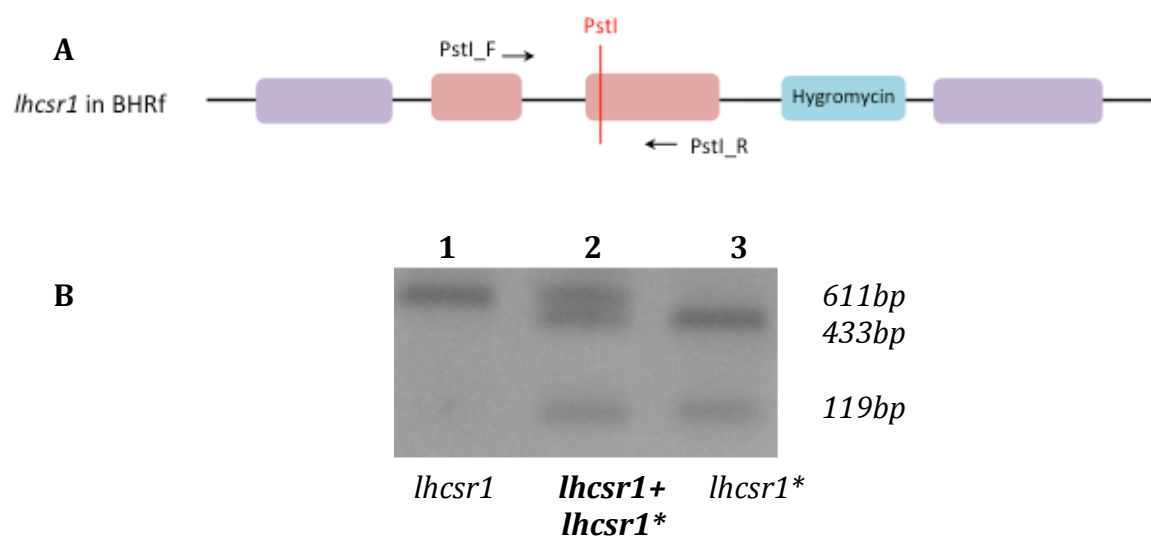 A
PstI
PstI_F
lhcsr1 in BHRf
Hygromycin
PstI_R
B
1 2 3
611bp
433bp
119bp
lhcsr1 lhcsr1+ lhcsr1*
lhcsr1*